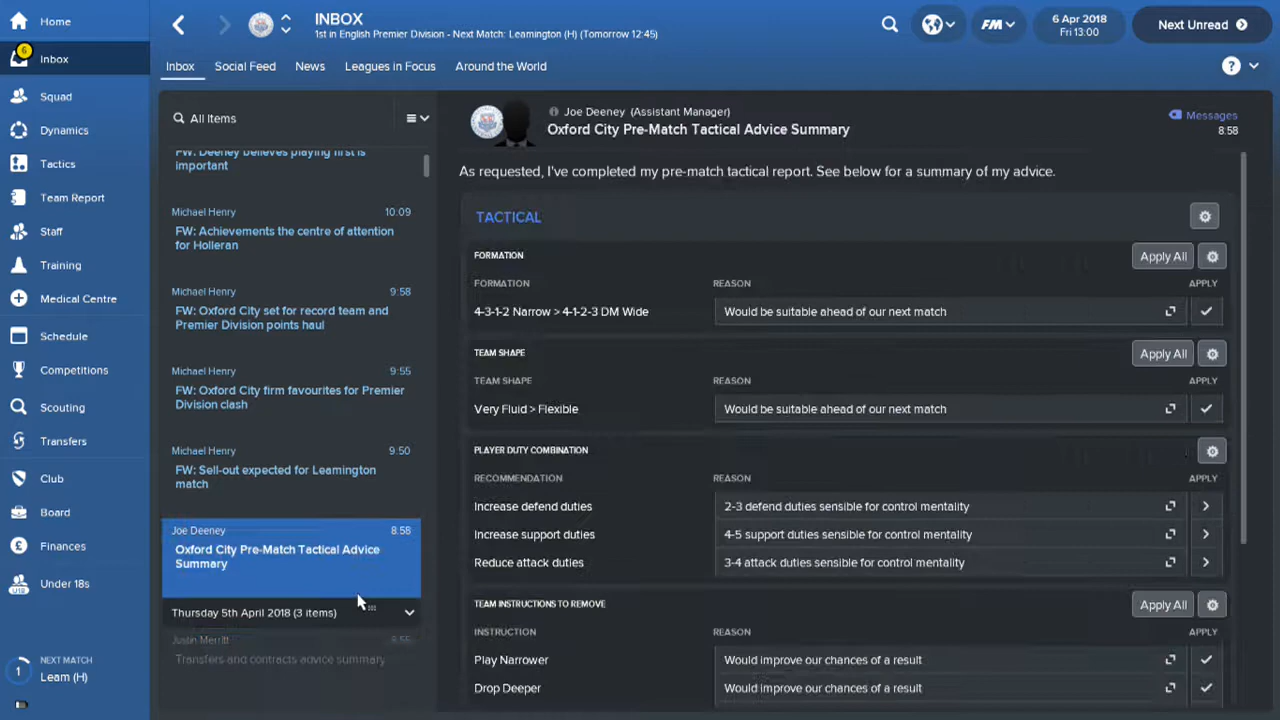 Home
6
Inbox
Squad
Dynamics
Tactics
Team Report
Staff
Training
Medical Centre
Schedule
Competitions
Scouting
Transfers
Club
Board
Finances
U18
Under 18s
1
NEXT MATCH
Leam (H)
INBOX
1st in English Premier Division - Next Match: Leamington (H) (Tomorrow 12:45)
FM
6 Apr 2018
Fri 13:00
Next Unread
Inbox
Social Feed
News
Leagues in Focus
Around the World
?
All Items
FW: Deeney believes playing first is
important
Michael Henry 10:09
FW: Achievements the centre of attention
for Holleran
Michael Henry 9:58
FW: Oxford City set for record team and
Premier Division points haul
Michael Henry 9:55
FW: Oxford City firm favourites for Premier
Division clash
Michael Henry 9:50
FW: Sell-out expected for Leamington
match
Joe Deeney 8:58
Oxford City Pre-Match Tactical Advice
Summary
Thursday 5th April 2018 (3 items)
Justin Merritt 8:55
Transfers and contracts advice summary
Joe Deeney (Assistant Manager)
Oxford City Pre-Match Tactical Advice Summary
Messages
8:58
As requested, I've completed my pre-match tactical report. See below for a summary of my advice.
TACTICAL
FORMATION Apply All
FORMATION REASON APPLY
4-3-1-2 Narrow > 4-1-2-3 DM Wide Would be suitable ahead of our next match
TEAM SHAPE Apply All
TEAM SHAPE REASON APPLY
Very Fluid > Flexible Would be suitable ahead of our next match
PLAYER DUTY COMBINATION
RECOMMENDATION REASON APPLY
Increase defend duties 2-3 defend duties sensible for control mentality
Increase support duties 4-5 support duties sensible for control mentality
Reduce attack duties 3-4 attack duties sensible for control mentality
TEAM INSTRUCTIONS TO REMOVE Apply All
INSTRUCTION REASON APPLY
Play Narrower Would improve our chances of a result
Drop Deeper Would improve our chances of a result